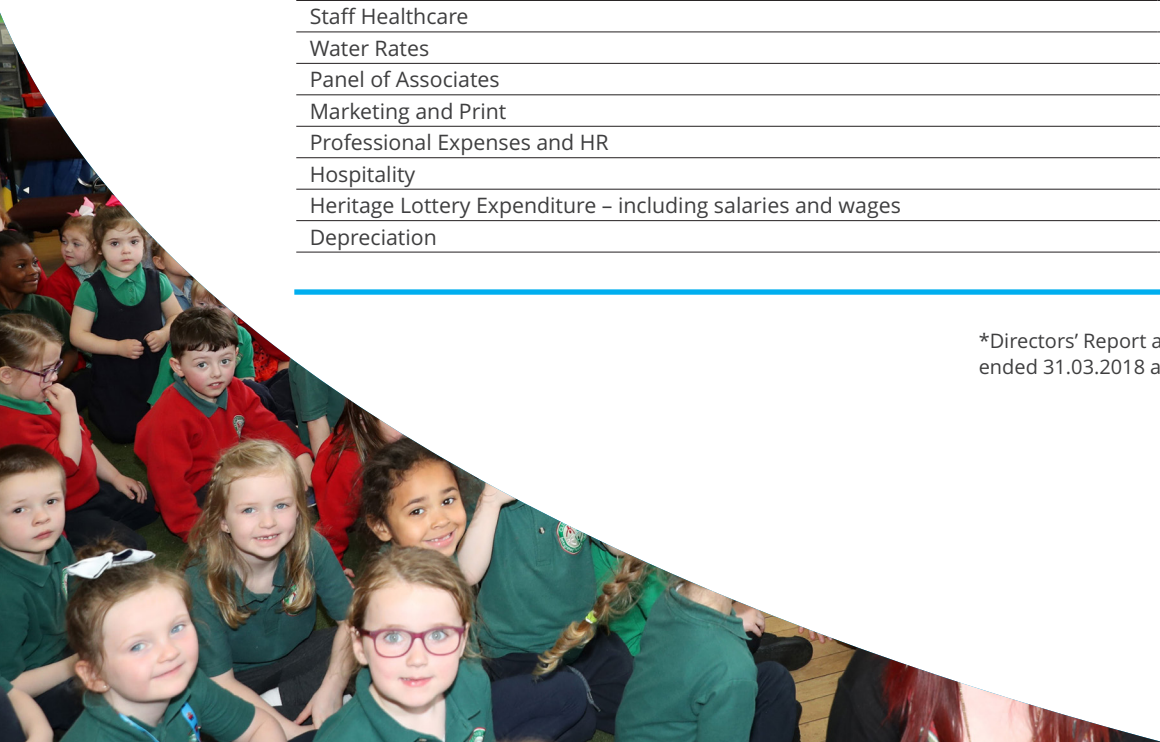 Staff Healthcare
Water Rates
Panel of Associates
Marketing and Print
Professional Expenses and HR
Hospitality
Heritage Lottery Expenditure – including salaries and wages
Depreciation
*Directors’ Report a
ended 31.03.2018 a